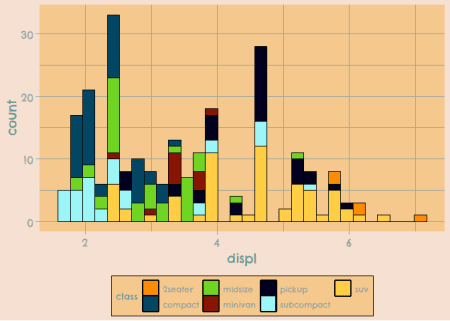 30
20
10
0
count
2
4
6
displ
class
2seater
midsize
pickup
suv
compact
minivan
subcompact